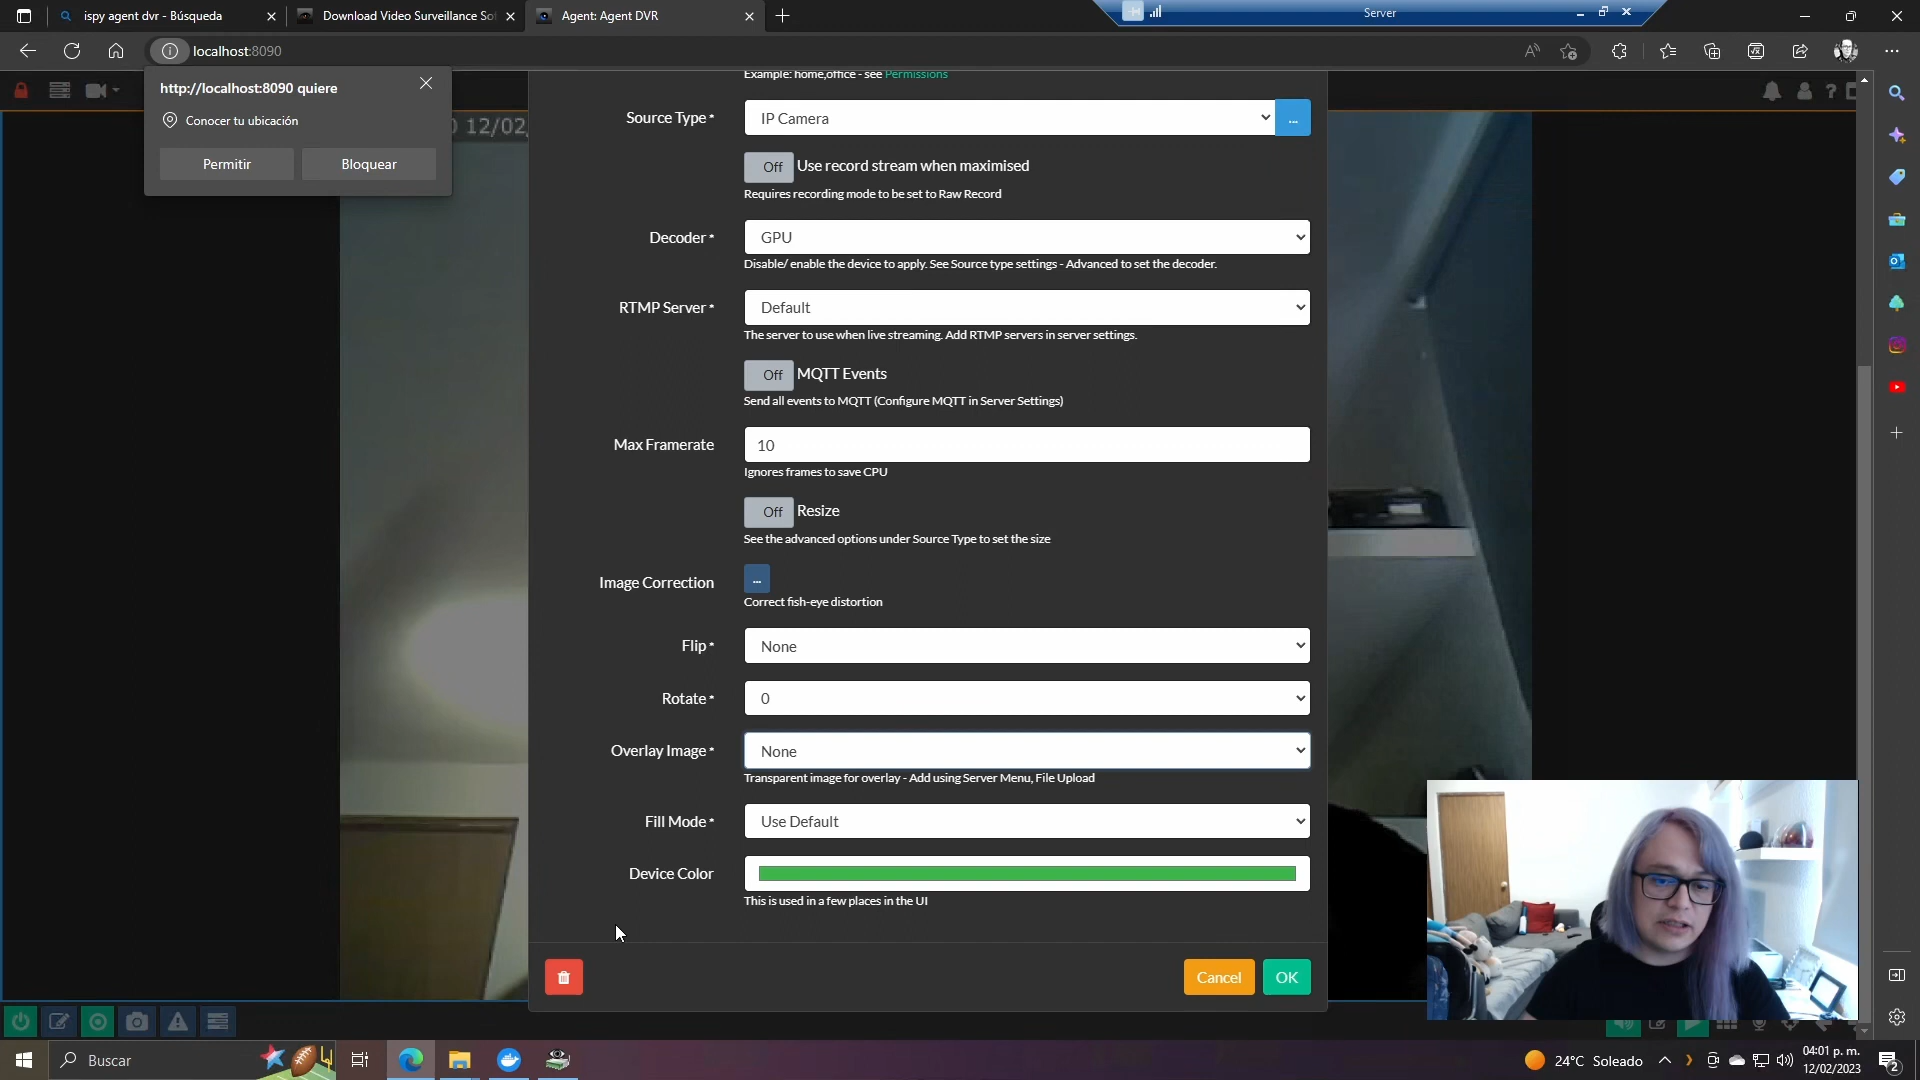 ispy agent dvr - Búsqueda
Download Video Surveillance So
Agent: Agent DVR
Server
localhost:8090
http://localhost:8090 quiere
Conocer tu ubicación
Permitir
Bloquear
12/02/
Example: home,office - see Permissions
Source Type *
IP Camera
...
Off
Use record stream when maximised
Requires recording mode to be set to Raw Record
Decoder *
GPU
Disable/ enable the device to apply. See Source type settings - Advanced to set the decoder.
RTMP Server *
Default
The server to use when live streaming. Add RTMP servers in server settings.
Off
MQTT Events
Send all events to MQTT (Configure MQTT in Server Settings)
Max Framerate
10
Ignores frames to save CPU
Off
Resize
See the advanced options under Source Type to set the size
Image Correction
...
Correct fish-eye distortion
Flip *
None
Rotate *
0
Overlay Image *
None
Transparent image for overlay - Add using Server Menu, File Upload
Fill Mode *
Use Default
Device Color
This is used in a few places in the UI
Cancel
OK
Buscar
24°C Soleado
04:01 p. m.
12/02/2023
2